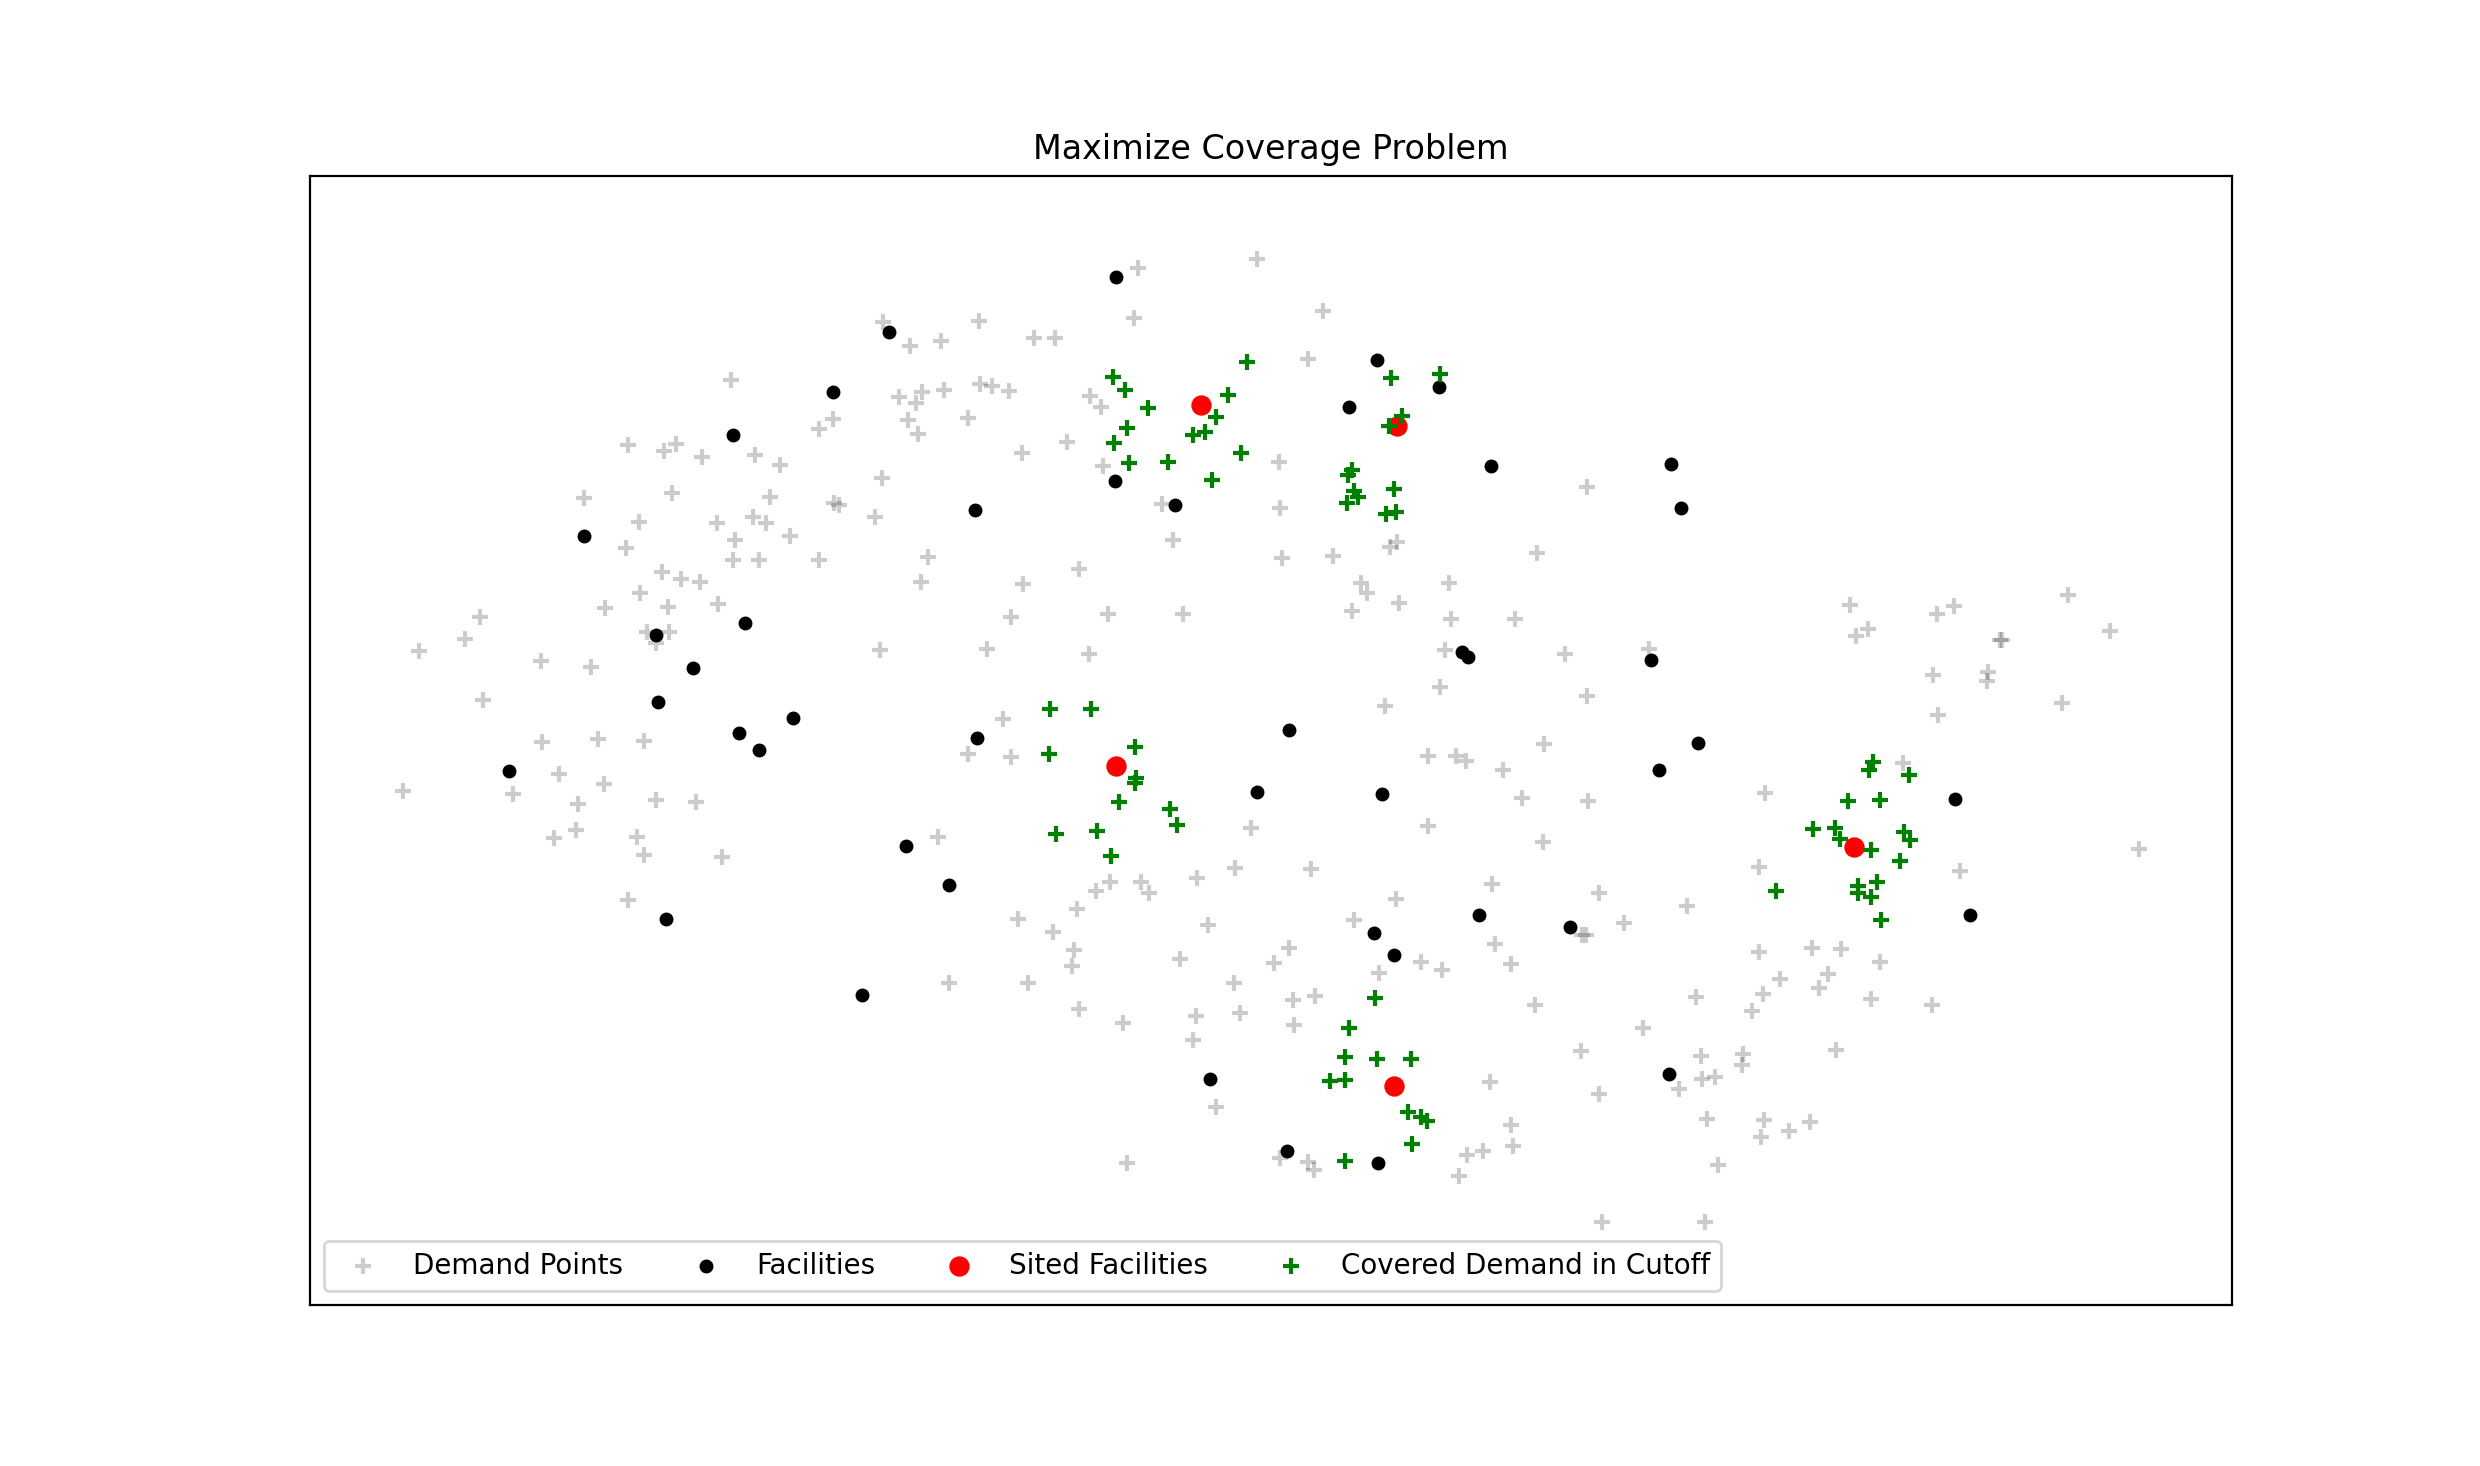 Maximize Coverage Problem
Demand Points
Facilities
Sited Facilities
Covered Demand in Cutoff